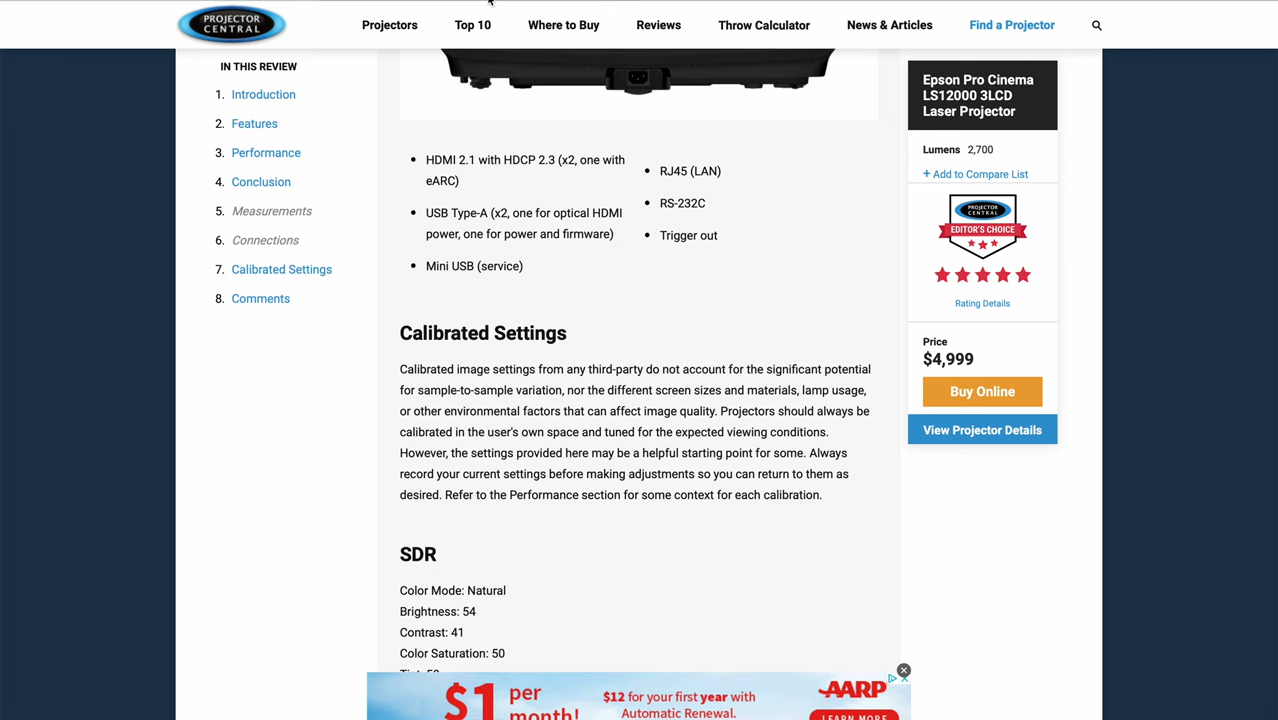 PROJECTOR
CENTRAL
Projectors
Top 10
Where to Buy
Reviews
Throw Calculator
News & Articles
Find a Projector
IN THIS REVIEW
1. Introduction
2. Features
3. Performance
4. Conclusion
5. Measurements
6. Connections
7. Calibrated Settings
8. Comments
• HDMI 2.1 with HDCP 2.3 (x2, one with
eARC)
• USB Type-A (x2, one for optical HDMI
power, one for power and firmware)
• Mini USB (service)
• RJ45 (LAN)
• RS-232C
• Trigger out
Calibrated Settings
Calibrated image settings from any third-party do not account for the significant potential
for sample-to-sample variation, nor the different screen sizes and materials, lamp usage,
or other environmental factors that can affect image quality. Projectors should always be
calibrated in the user's own space and tuned for the expected viewing conditions.
However, the settings provided here may be a helpful starting point for some. Always
record your current settings before making adjustments so you can return to them as
desired. Refer to the Performance section for some context for each calibration.
SDR
Color Mode: Natural
Brightness: 54
Contrast: 41
Color Saturation: 50
Epson Pro Cinema
LS12000 3LCD
Laser Projector
Lumens 2,700
+ Add to Compare List
PROJECTOR
CENTRAL
EDITOR'S CHOICE
Rating Details
Price
$4,999
Buy Online
View Projector Details
$1 per
month!
$12 for your first year with
Automatic Renewal.
AARP
LEARN MORE